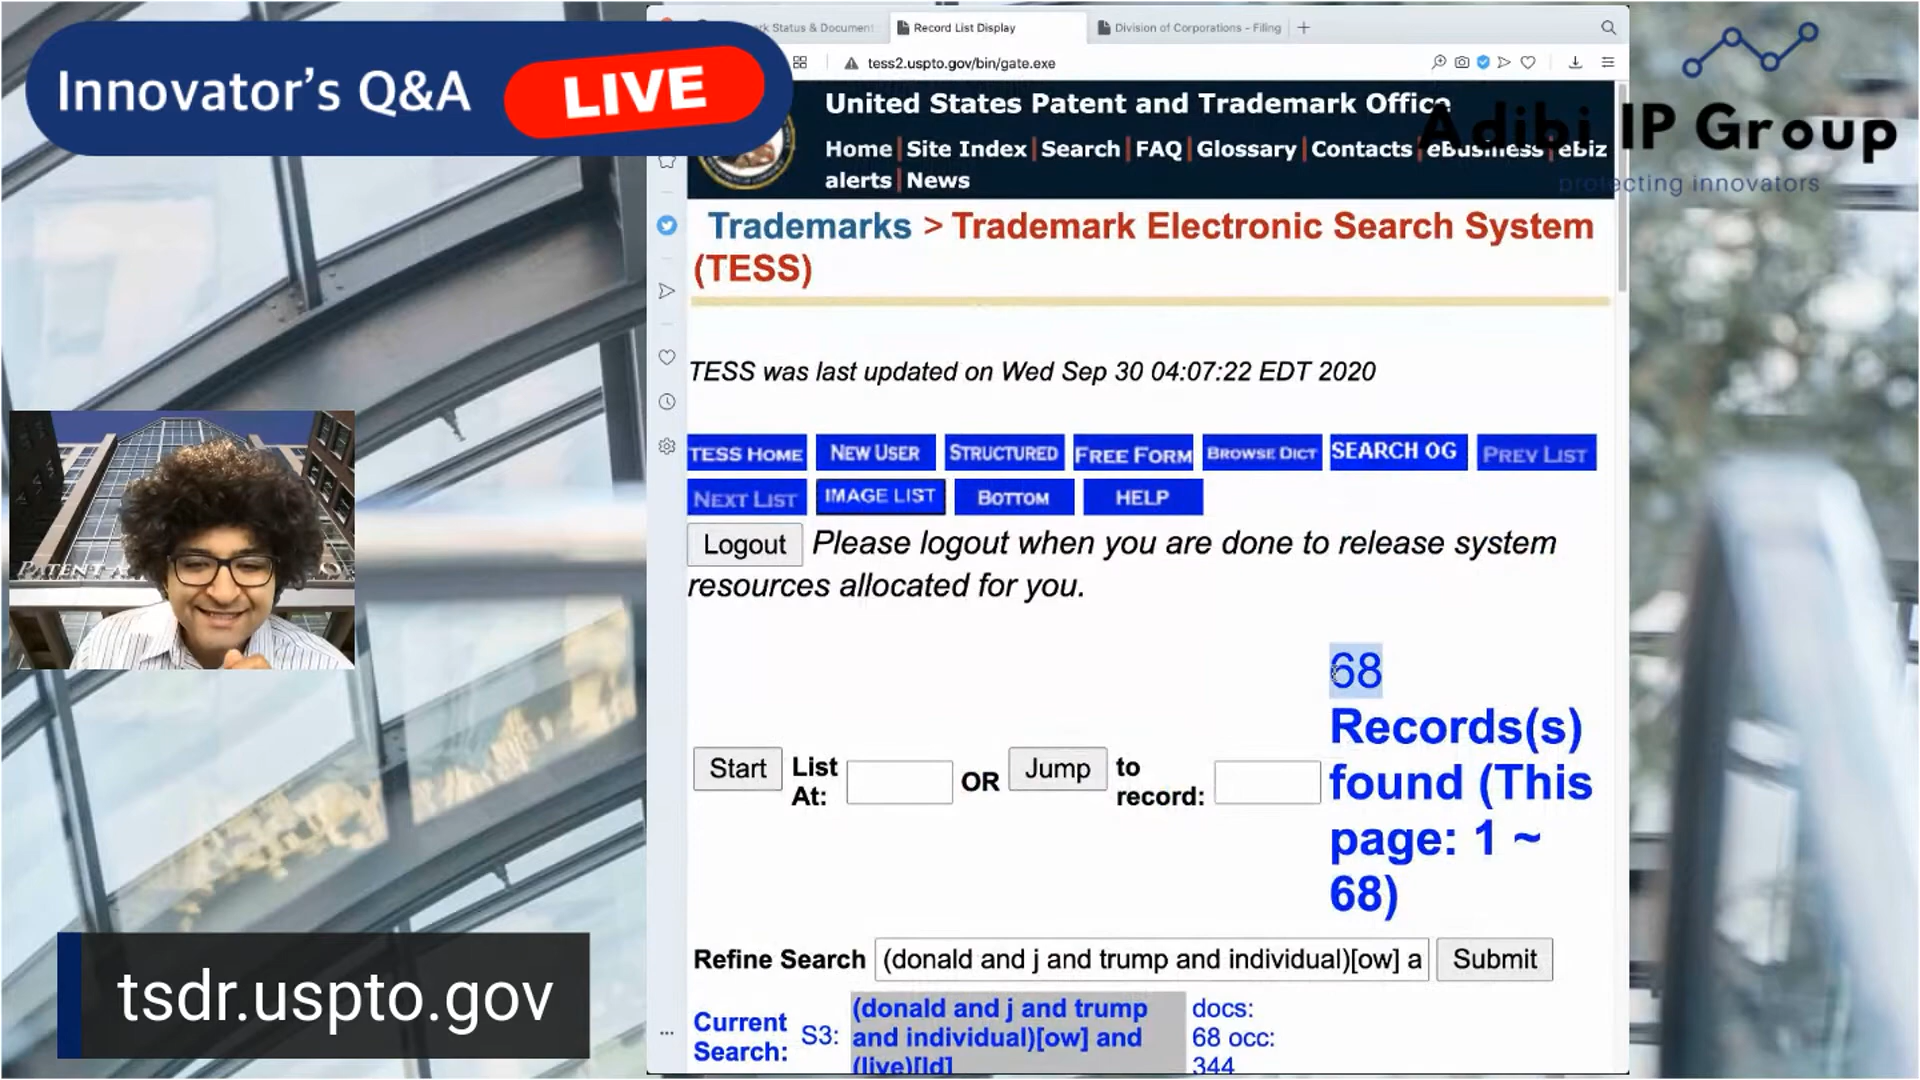 Innovator's Q&A LIVE
rk Status & Document
Record List Display
Division of Corporations - Filing
tess2.uspto.gov/bin/gate.exe
United States Patent and Trademark Office
Home | Site Index | Search | FAQ | Glossary | Contacts | eBusiness | eBiz
alerts | News
Adibi IP Group
protecting innovators
Trademarks > Trademark Electronic Search System
(TESS)
TESS was last updated on Wed Sep 30 04:07:22 EDT 2020
TESS HOME NEW USER STRUCTURED FREE FORM BROWSE DICT SEARCH OG PREV LIST
NEXT LIST IMAGE LIST BOTTOM HELP
Logout Please logout when you are done to release system
resources allocated for you.
Start List At: OR Jump to record:
68
Records(s)
found (This
page: 1 ~
68)
Refine Search (donald and j and trump and individual)[ow] a Submit
Current Search: S3:
(donald and j and trump
and individual)[ow] and
(live)[ld]
docs:
68 occ:
344
tsdr.uspto.gov